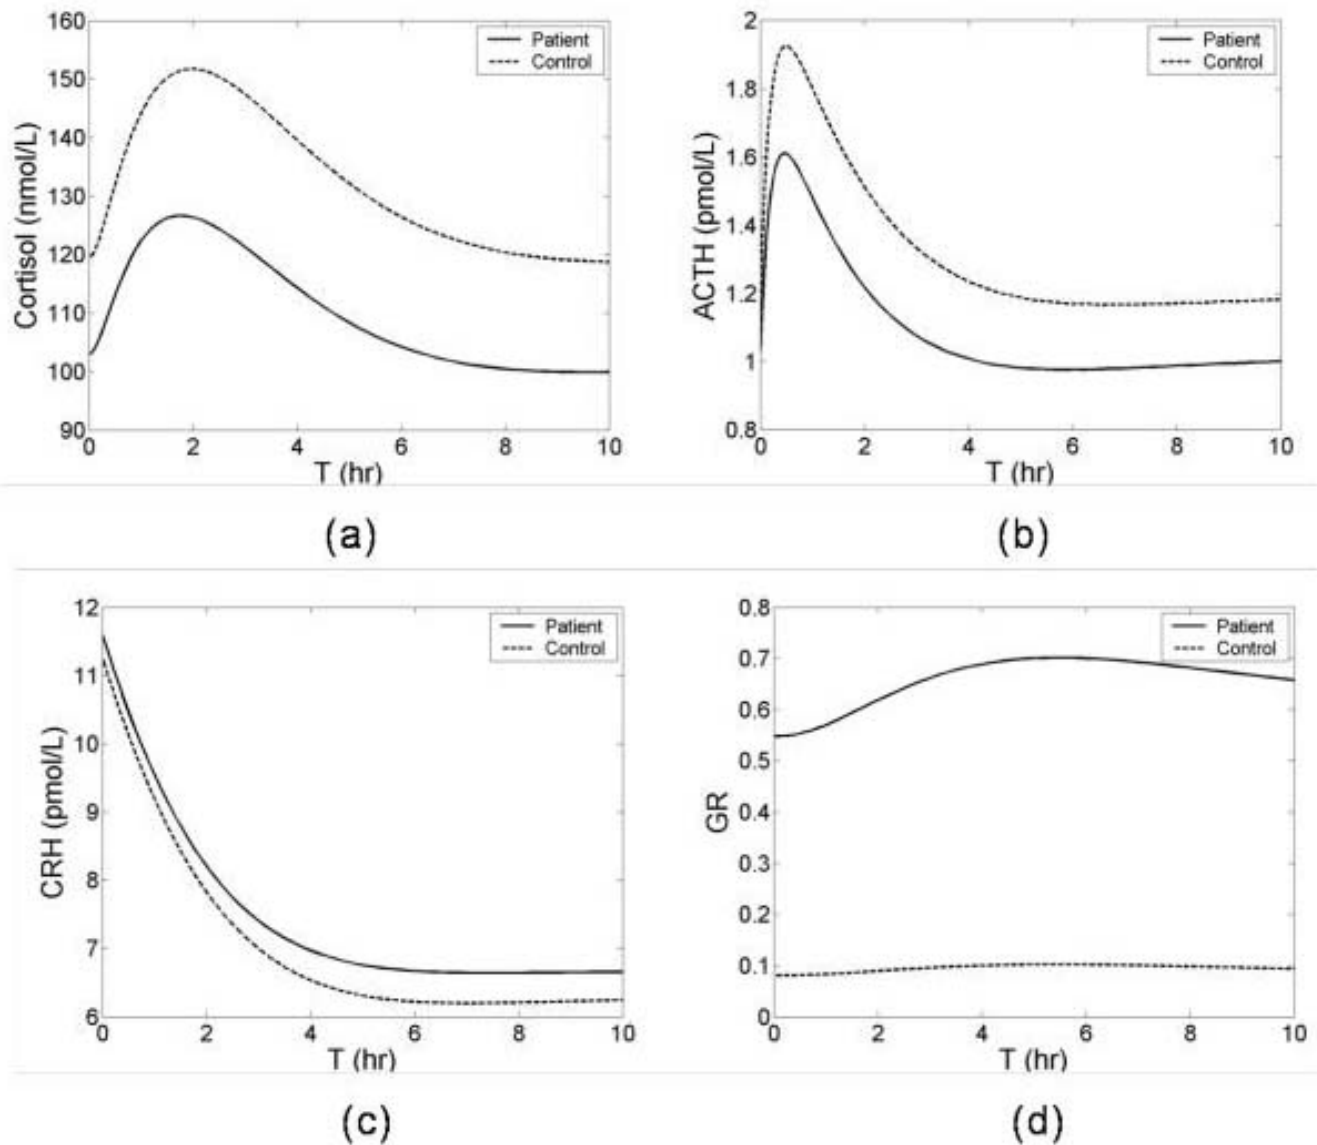 160
150
140
130
120
110
100
90
Cortisol (nmol/L)
Patient
Control
0 2 4 6 8 10
T (hr)
(a)
2
1.8
1.6
1.4
1.2
1
0.8
ACTH (pmol/L)
Patient
Control
0 2 4 6 8 10
T (hr)
(b)
12
11
10
9
8
7
6
CRH (pmol/L)
Patient
Control
0 2 4 6 8 10
T (hr)
(c)
0.8
0.7
0.6
0.5
0.4
0.3
0.2
0.1
0
GR
Patient
Control
0 2 4 6 8 10
T (hr)
(d)